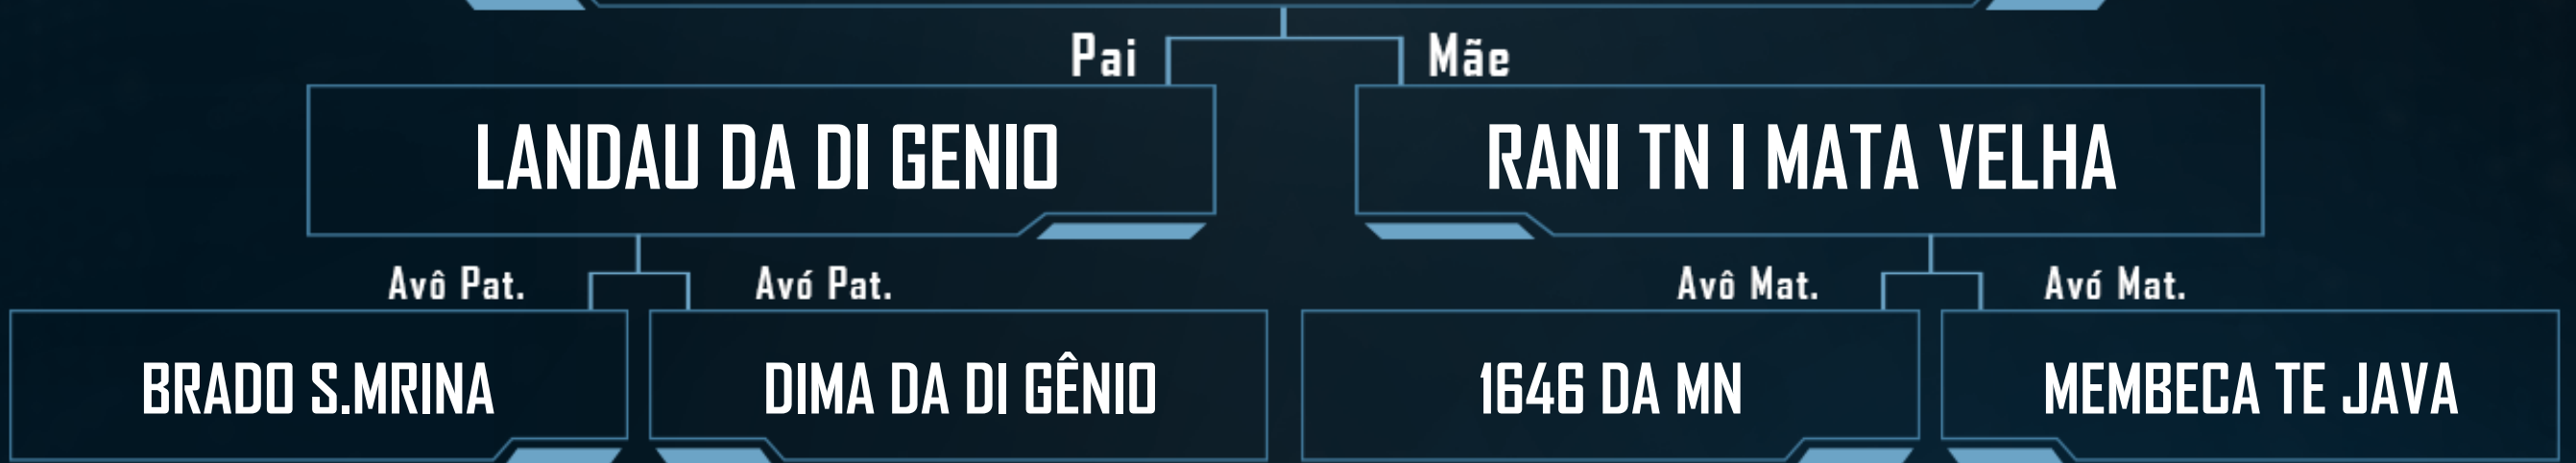 Pai Mãe
LANDAU DA DI GENIO RANI TN I MATA VELHA
Avô Pat. Avó Pat. Avô Mat. Avó Mat.
BRADO S.MRINA DIMA DA DI GÊNIO 1646 DA MN MEMBECA TE JAVA